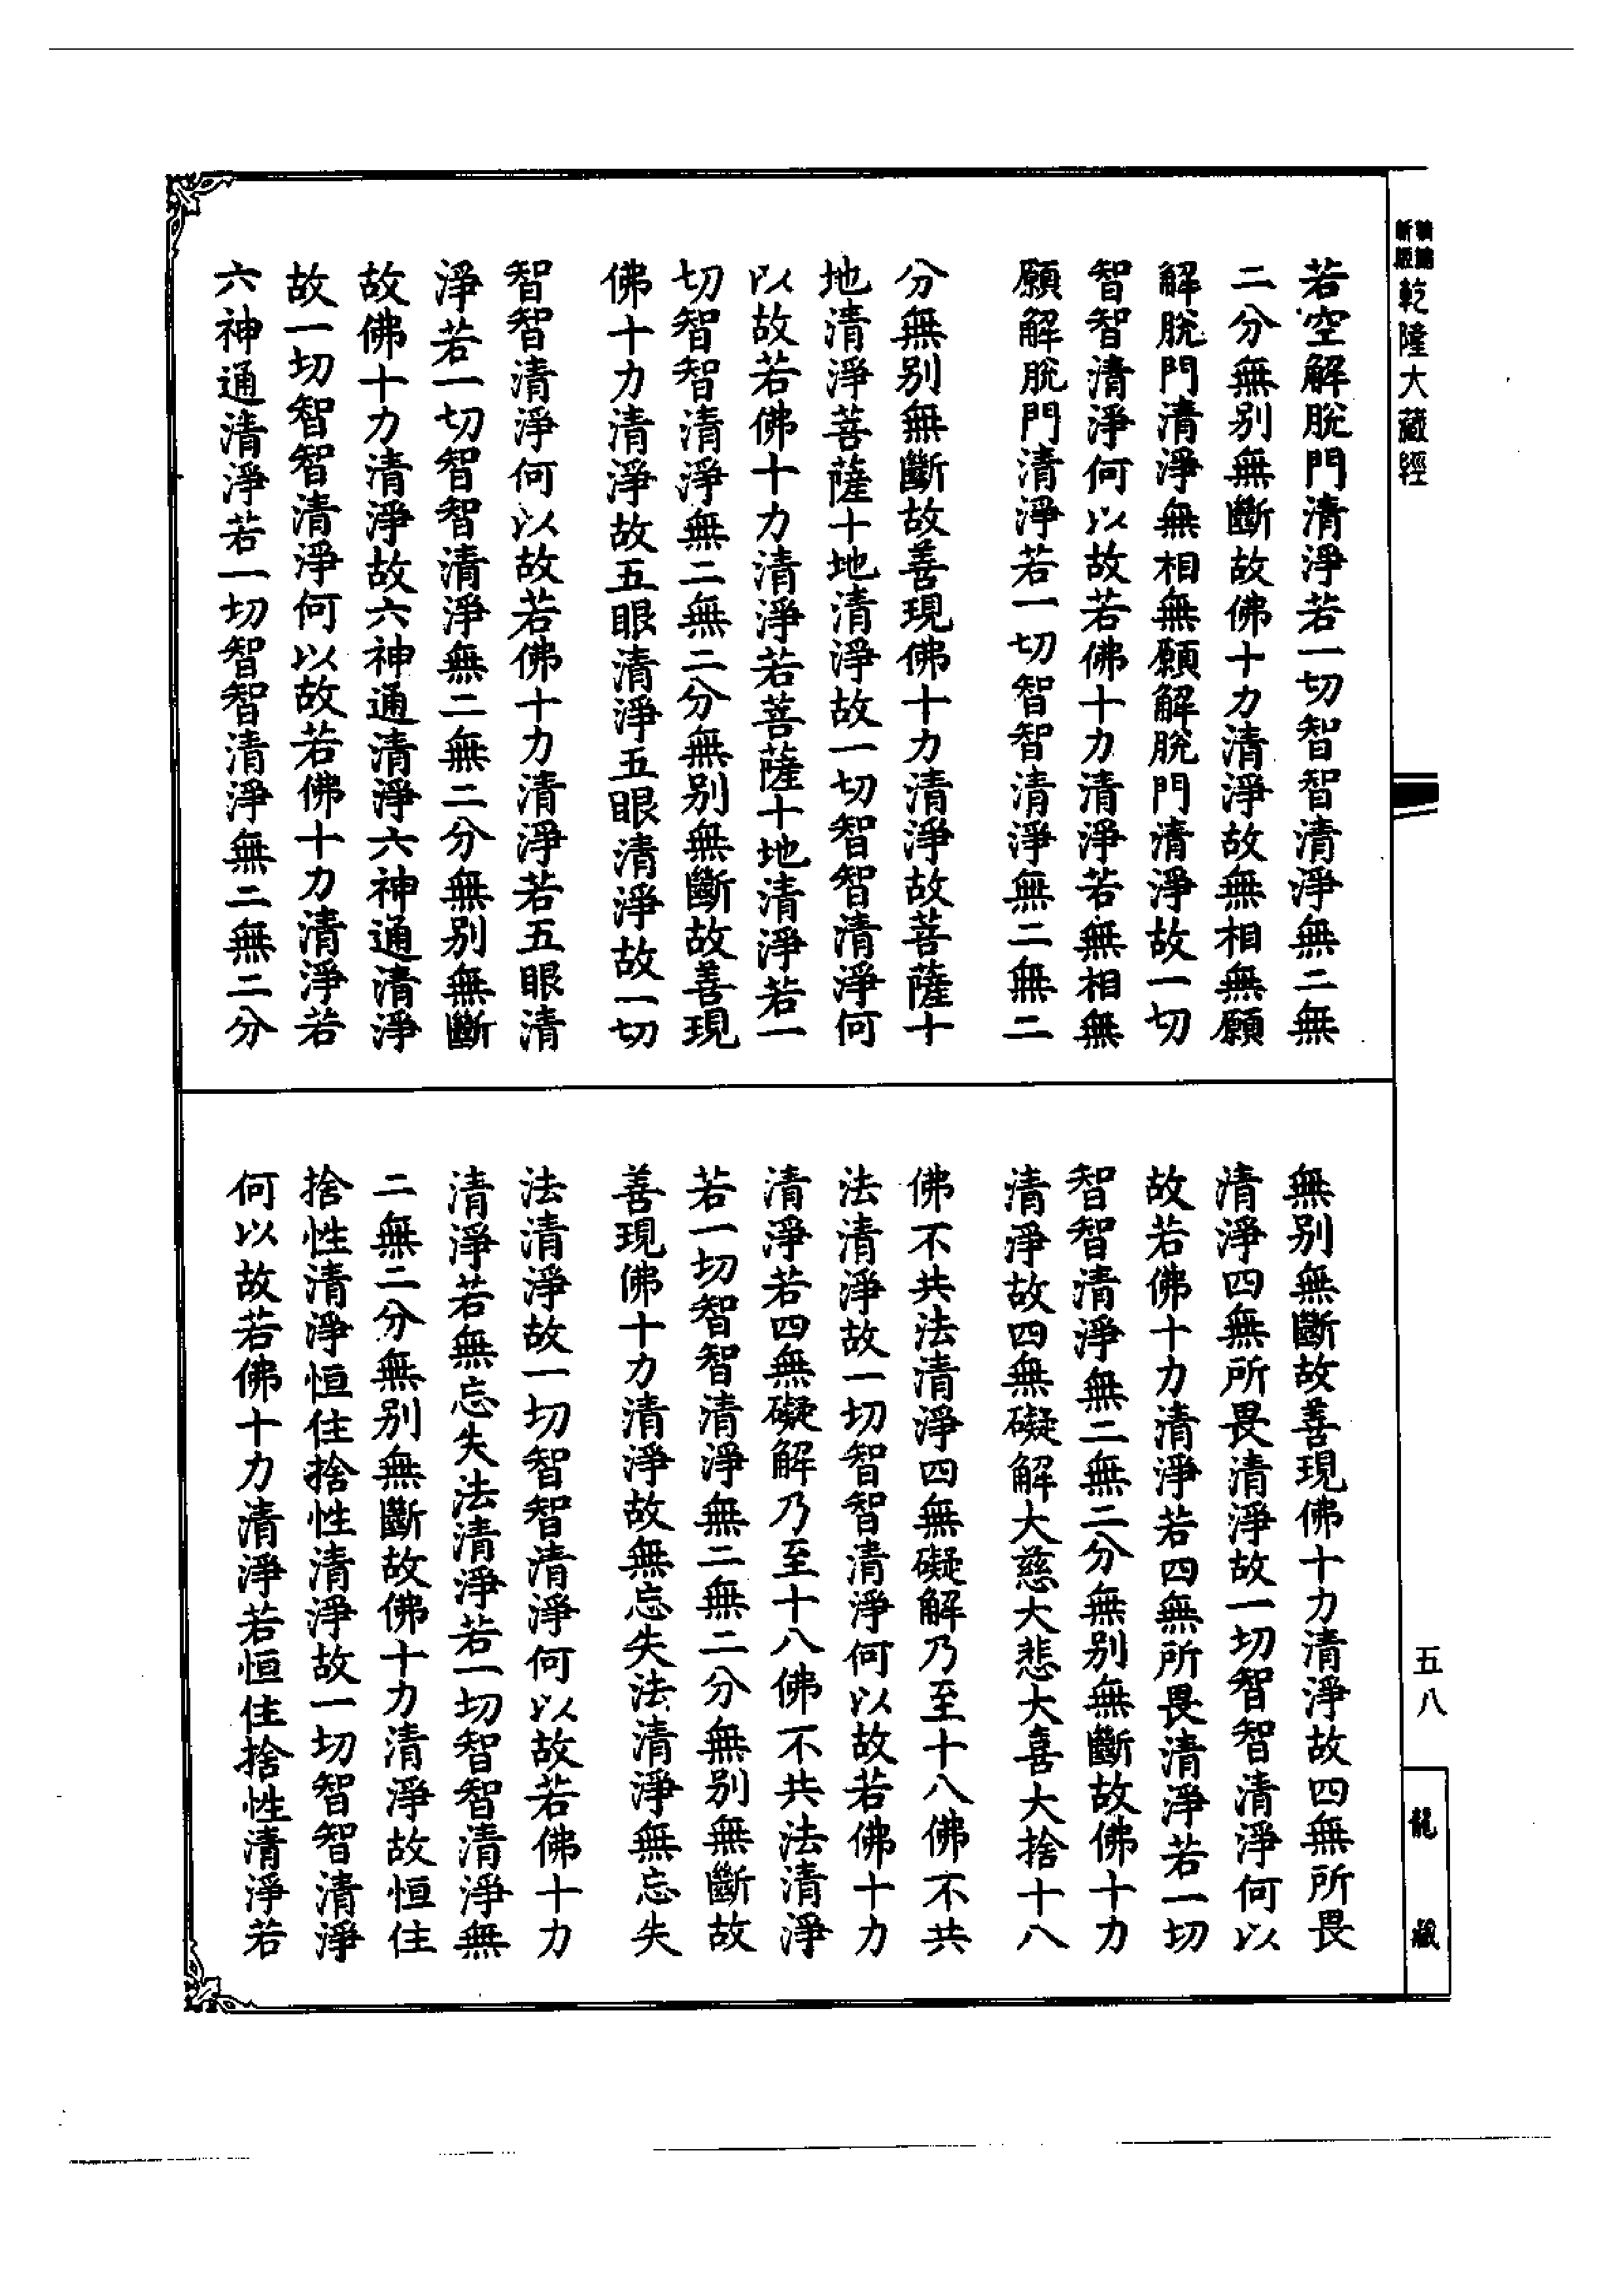 乾隆大藏經
若空解脫門清淨若一切智智清淨無二無
二分無别無斷故佛十力清淨故無相無願
解脫門清淨無相無願解脫門清淨故一切
智智清淨何以故若佛十力清淨若無相無
願解脫門清淨若一切智智清淨無二無二
分無别無斷故善現佛十力清淨故菩薩十
地清淨菩薩十地清淨故一切智智清淨何
以故若佛十力清淨若菩薩十地清淨若一
切智智清淨無二無二分無别無斷故善現
佛十力清淨故五眼清淨五眼清淨故一切
智智清淨何以故若佛十力清淨若五眼清
淨若一切智智清淨無二無二分無别無斷
故佛十力清淨故六神通清淨六神通清淨
故一切智智清淨何以故若佛十力清淨若
六神通清淨若一切智智清淨無二無二分
無别無斷故善現佛十力清淨故四無所畏
清淨四無所畏清淨故一切智智清淨何以
故若佛十力清淨若四無所畏清淨若一切
智智清淨無二無二分無别無斷故佛十力
清淨故四無礙解大慈大悲大喜大捨十八
佛不共法清淨四無礙解乃至十八佛不共
法清淨故一切智智清淨何以故若佛十力
清淨若四無礙解乃至十八佛不共法清淨
若一切智智清淨無二無二分無别無斷故
善現佛十力清淨故無忘失法清淨無忘失
法清淨故一切智智清淨何以故若佛十力
清淨若無忘失法清淨若一切智智清淨無
二無二分無别無斷故佛十力清淨故恒住
捨性清淨恒住捨性清淨故一切智智清淨
何以故若佛十力清淨若恒住捨性清淨若
五八
龍藏